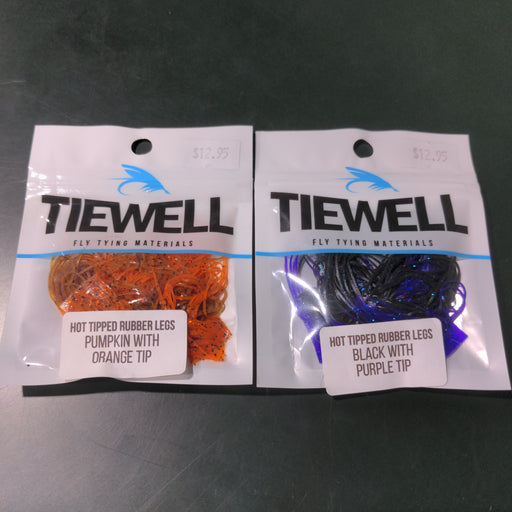 $12.95
TIEWELL
FLY TYING MATERIALS
HOT TIPPED RUBBER LEGS
PUMPKIN WITH
ORANGE TIP
$12.95
TIEWELL
FLY TYING MATERIALS
HOT TIPPED RUBBER LEGS
BLACK WITH
PURPLE TIP